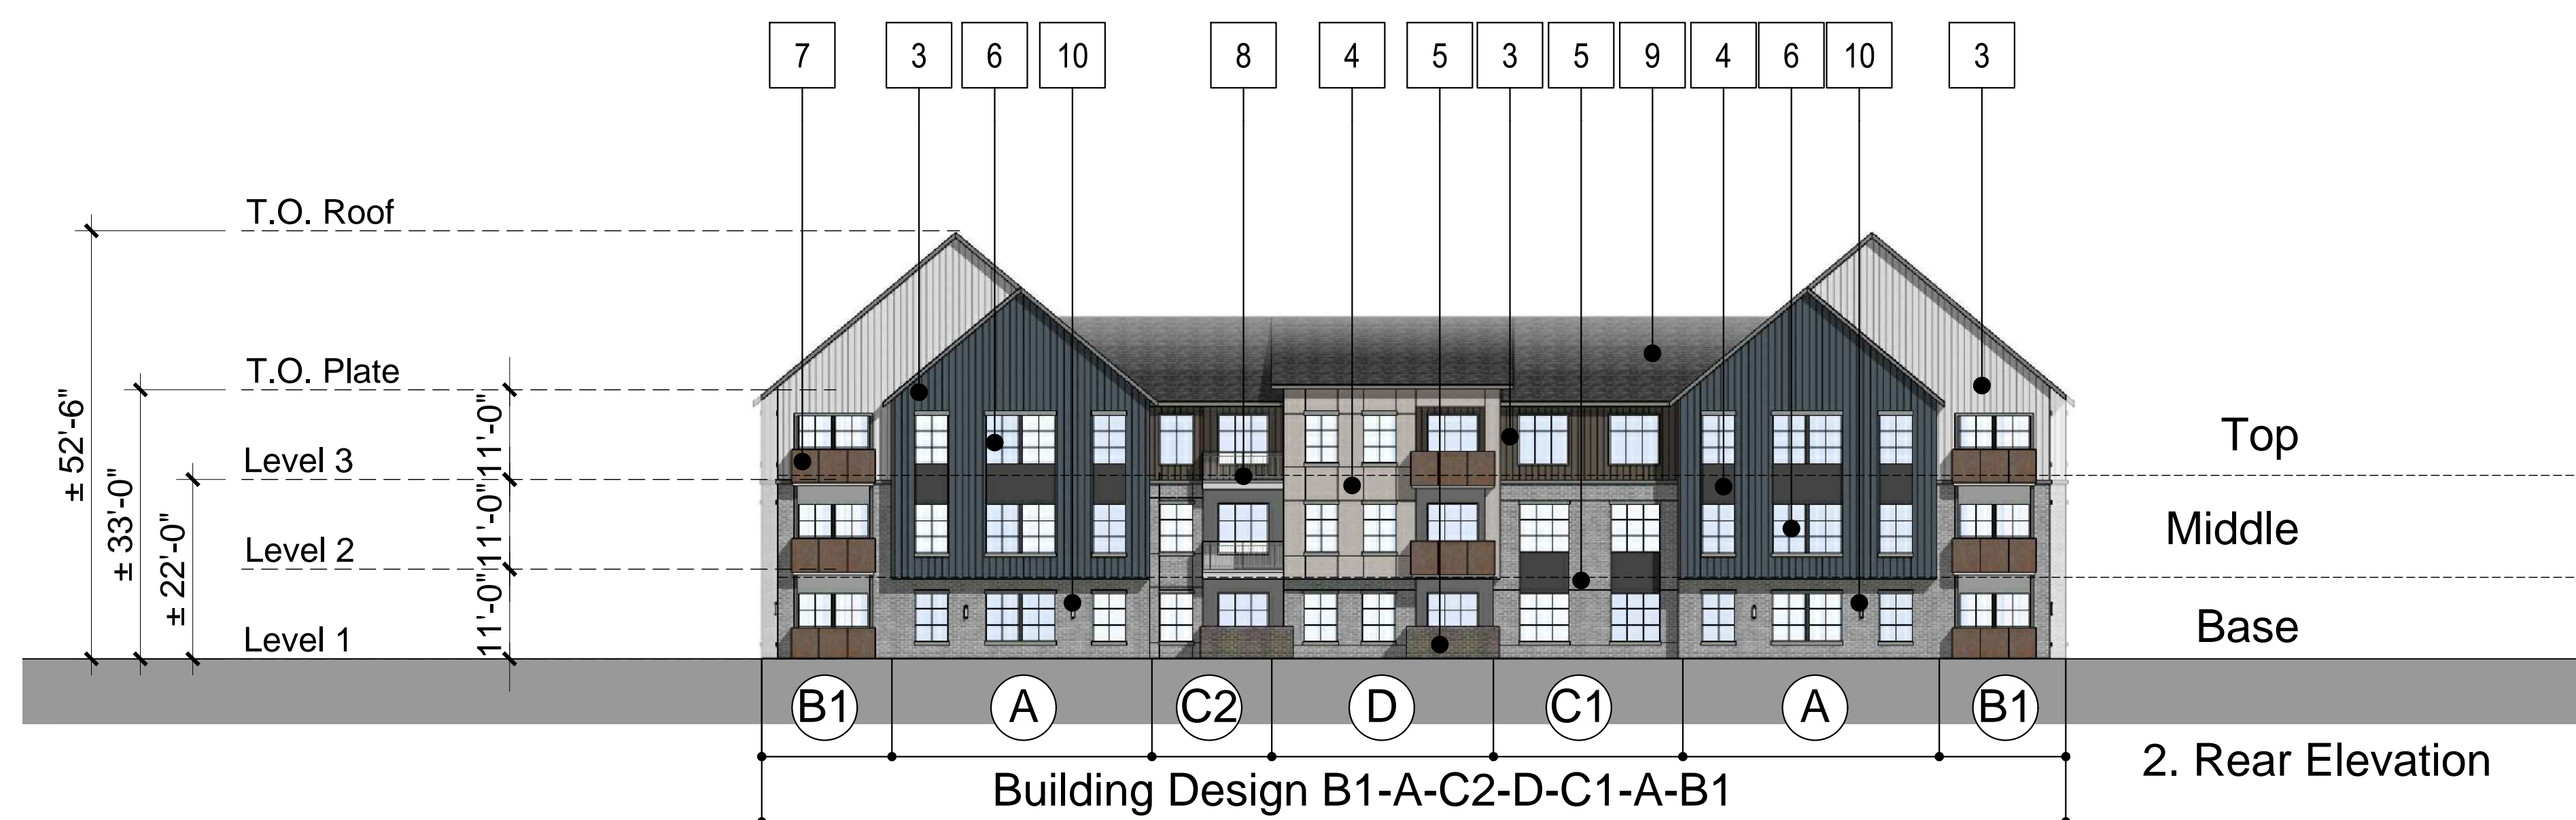 7 3 6 10 8 4 5 3 5 9 4 6 10 3
T.O. Roof
T.O. Plate
Level 3
Level 2
Level 1
± 52'-6"
± 33'-0"
± 22'-0"
11'-0"
11'-0"
11'-0"
Top
Middle
Base
B1 A C2 D C1 A B1
Building Design B1-A-C2-D-C1-A-B1
2. Rear Elevation